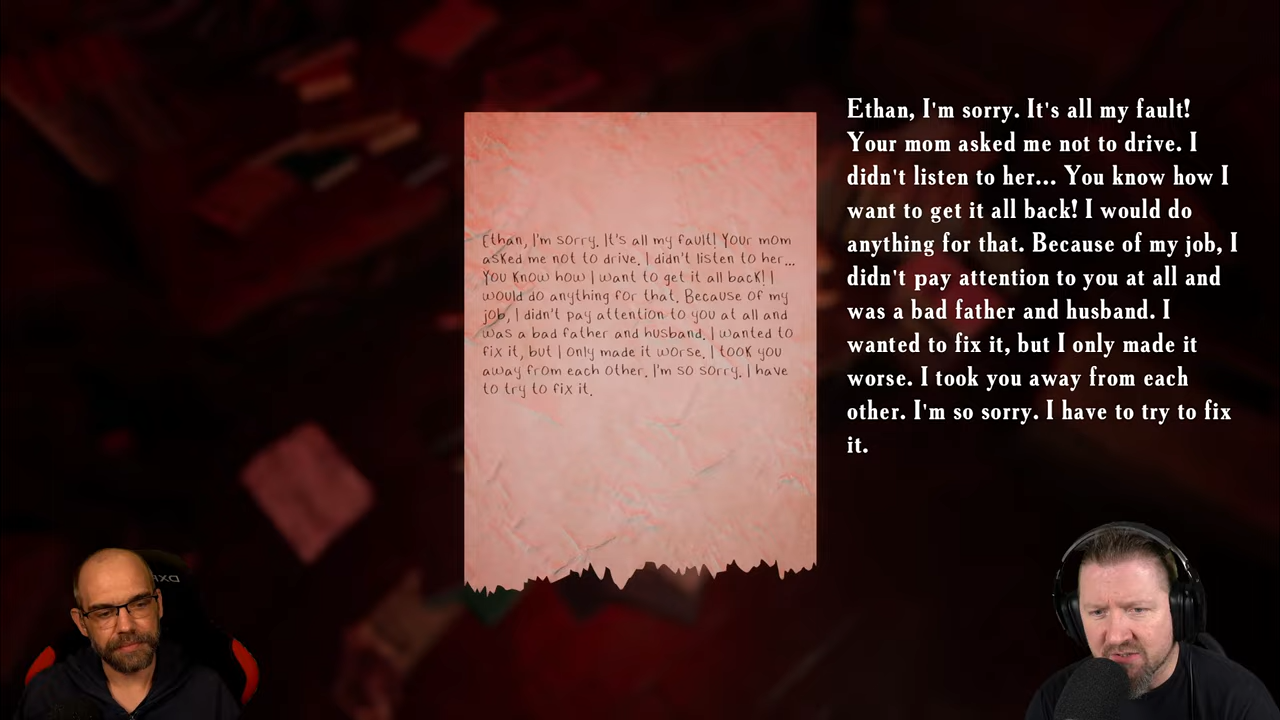 Ethan, I'm sorry. It's all my fault! Your mom
asked me not to drive. I didn't listen to her...
You know how I want to get it all back! I
would do anything for that. Because of my
job, I didn't pay attention to you at all and
was a bad father and husband. I wanted to
fix it, but I only made it worse. I took you
away from each other. I'm so sorry. I have
to try to fix it.
Ethan, I'm sorry. It's all my fault!
Your mom asked me not to drive. I
didn't listen to her... You know how I
want to get it all back! I would do
anything for that. Because of my job, I
didn't pay attention to you at all and
was a bad father and husband. I
wanted to fix it, but I only made it
worse. I took you away from each
other. I'm so sorry. I have to try to fix
it.